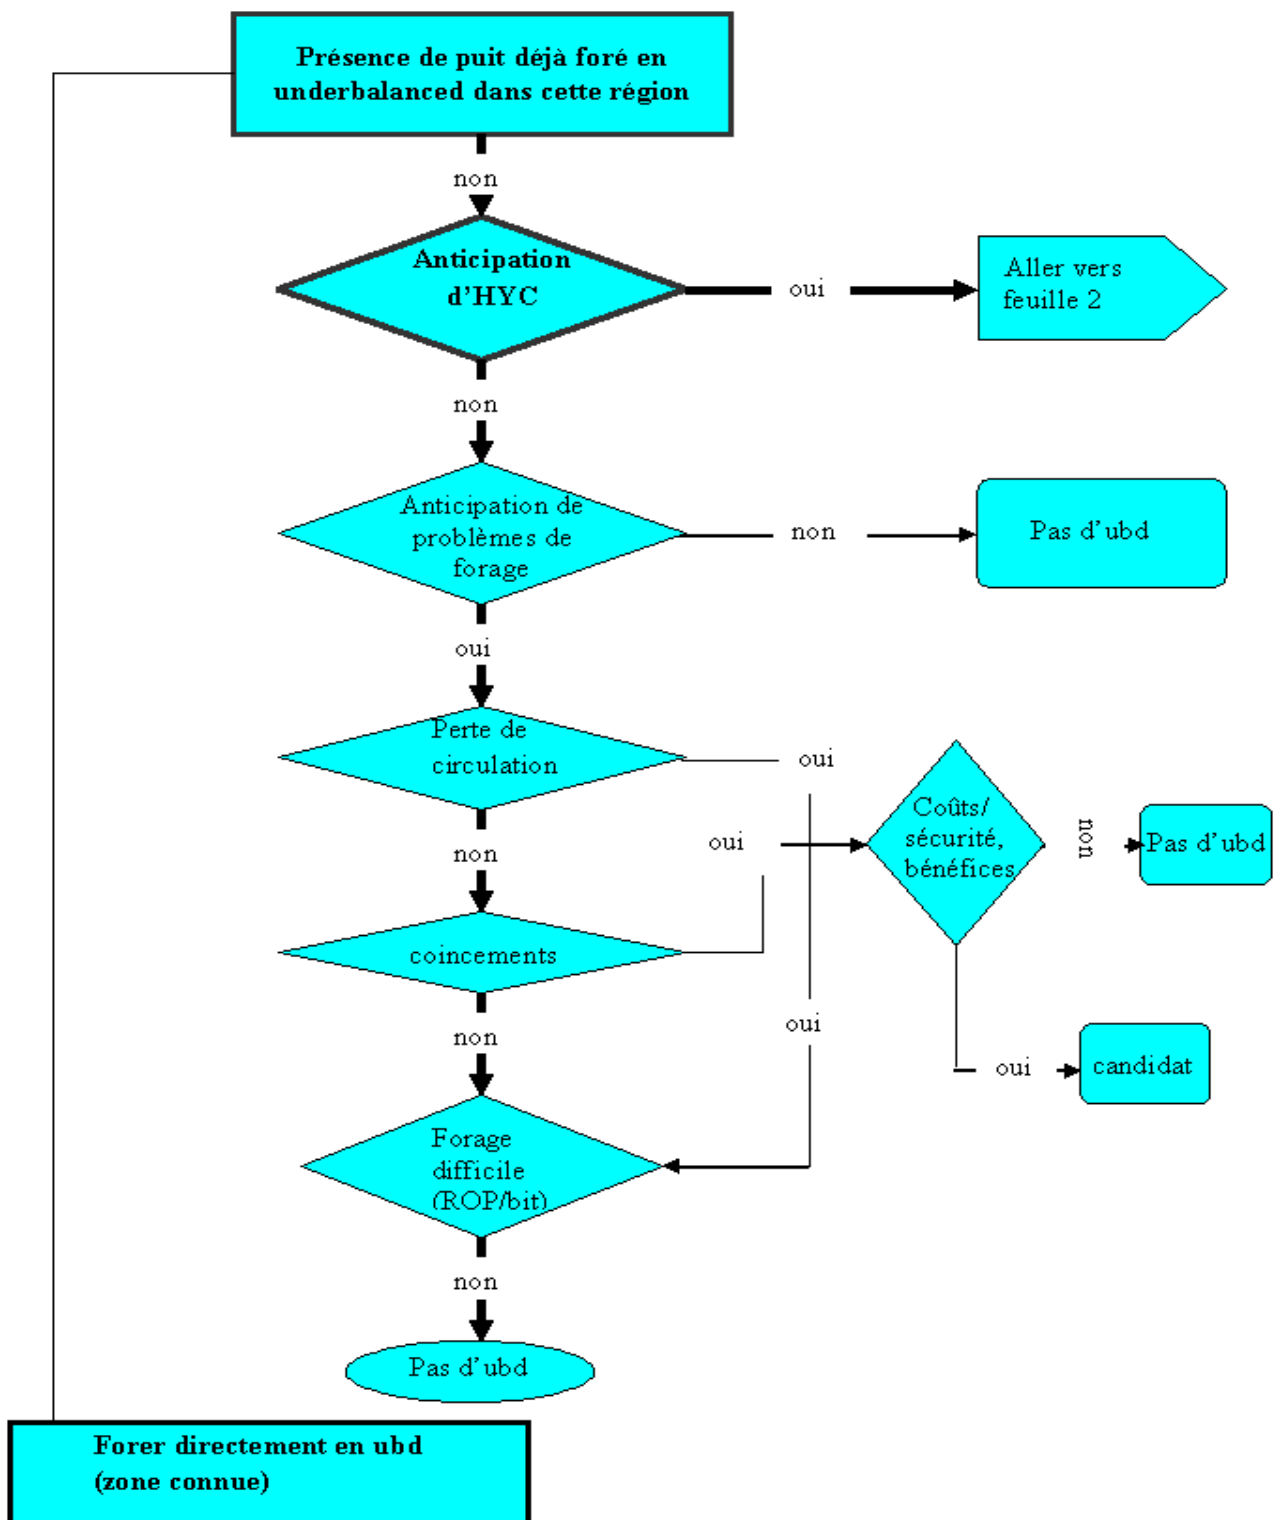 Présence de puit déjà foré en
underbalanced dans cette région
non
Anticipation
d’HYC
oui
Aller vers
feuille 2
non
Anticipation de
problèmes de
forage
non
Pas d’ubd
oui
Perte de
circulation
oui
Coûts/
sécurité,
bénéfices
non
Pas d’ubd
oui
non
coincements
oui
non
oui
candidat
Forage
difficile
(ROP/bit)
non
Pas d’ubd
Forer directement en ubd
(zone connue)